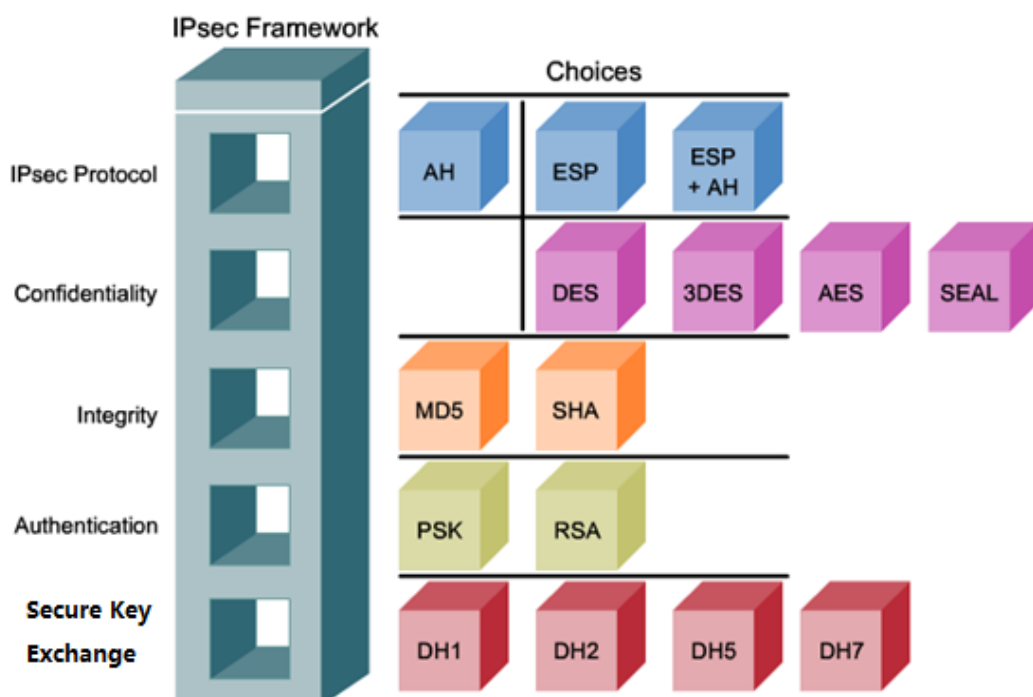 IPsec Framework
Choices
IPsec Protocol
AH
ESP
ESP
+ AH
Confidentiality
DES
3DES
AES
SEAL
Integrity
MD5
SHA
Authentication
PSK
RSA
Secure Key
Exchange
DH1
DH2
DH5
DH7